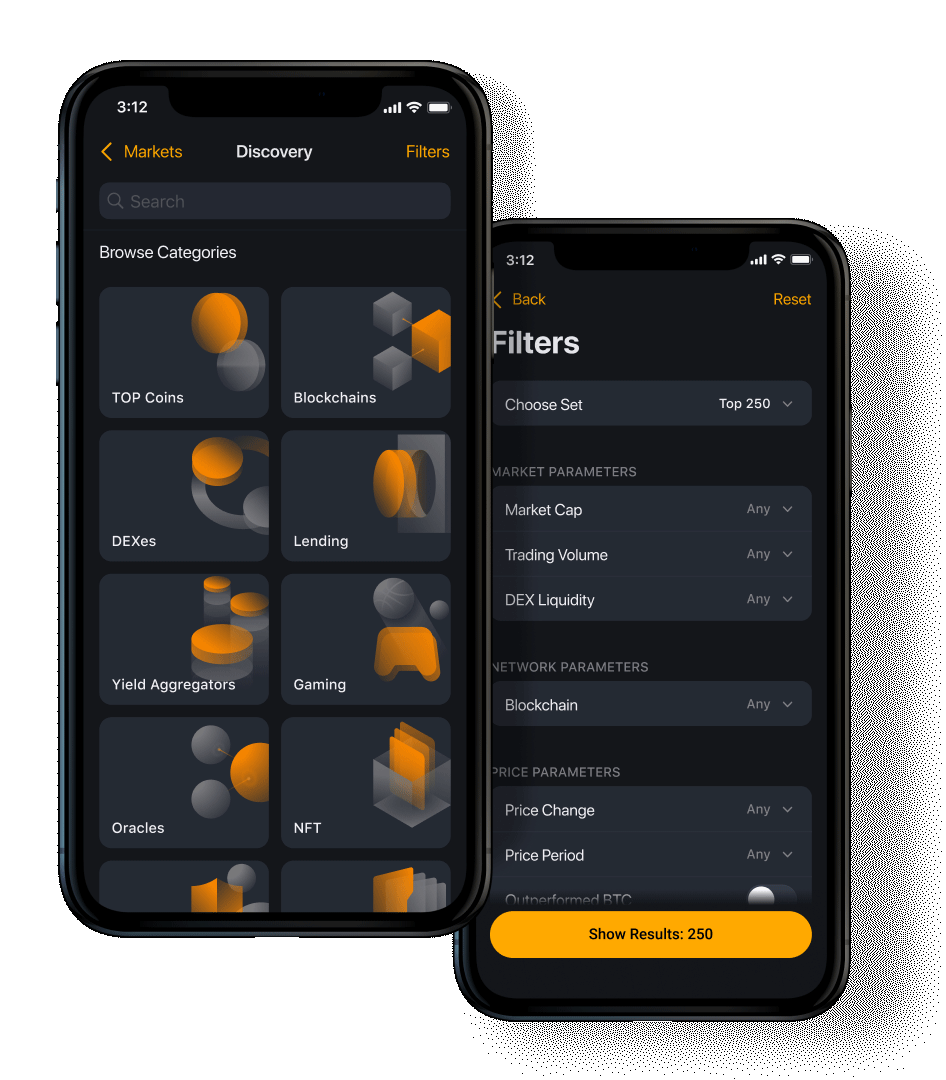 3:12
Markets Discovery Filters
Search
Browse Categories
TOP Coins Blockchains
DEXes Lending
Yield Aggregators Gaming
Oracles NFT
3:12
Back Reset
Filters
Choose Set Top 250
MARKET PARAMETERS
Market Cap Any
Trading Volume Any
DEX Liquidity Any
NETWORK PARAMETERS
Blockchain Any
PRICE PARAMETERS
Price Change Any
Price Period Any
Outperformed BTC
Show Results: 250